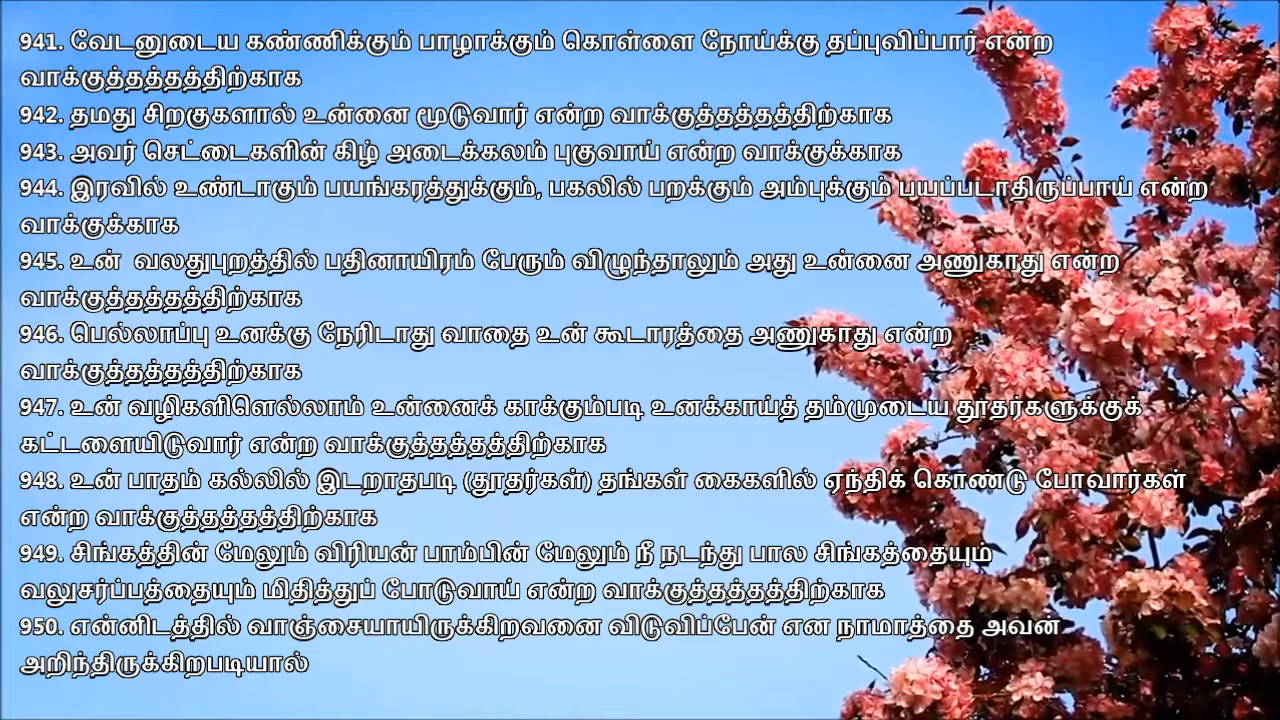 941. வேடனுடைய கண்ணிக்கும் பாழாக்கும் கொள்ளை நோய்க்கு தப்புவிப்பார் என்ற
வாக்குத்தத்தத்திற்காக
942. தமது சிறகுகளால் உன்னை மூடுவார் என்ற வாக்குத்தத்தத்திற்காக
943. அவர் செட்டைகளின் கிழ் அடைக்கலம் புகுவாய் என்ற வாக்குக்காக
944. இரவில் உண்டாகும் பயங்கரத்துக்கும், பகலில் பறக்கும் அம்புக்கும் பயப்படாதிருப்பாய் என்ற
வாக்குக்காக
945. உன்  வலதுபுறத்தில் பதினாயிரம் பேரும் விழுந்தாலும் அது உன்னை அணுகாது என்ற
வாக்குத்தத்தத்திற்காக
946. பெல்லாப்பு உனக்கு நேரிடாது வாதை உன் கூடாரத்தை அணுகாது என்ற
வாக்குத்தத்தத்திற்காக
947. உன் வழிகளிளெல்லாம் உன்னைக் காக்கும்படி உனக்காய்த் தம்முடைய தூதர்களுக்குக்
கட்டளையிடுவார் என்ற வாக்குத்தத்தத்திற்காக
948. உன் பாதம் கல்லில் இடறாதபடி (தூதர்கள்) தங்கள் கைகளில் ஏந்திக் கொண்டு போவார்கள்
என்ற வாக்குத்தத்தத்திற்காக
949. சிங்கத்தின் மேலும் விரியன் பாம்பின் மேலும் நீ நடந்து பால சிங்கத்தையும்
வலுசர்ப்பத்தையும் மிதித்துப் போடுவாய் என்ற வாக்குத்தத்தத்திற்காக
950. என்னிடத்தில் வாஞ்சையாயிருக்கிறவனை விடுவிப்பேன் என நாமாத்தை அவன்
அறிந்திருக்கிறபடியால்